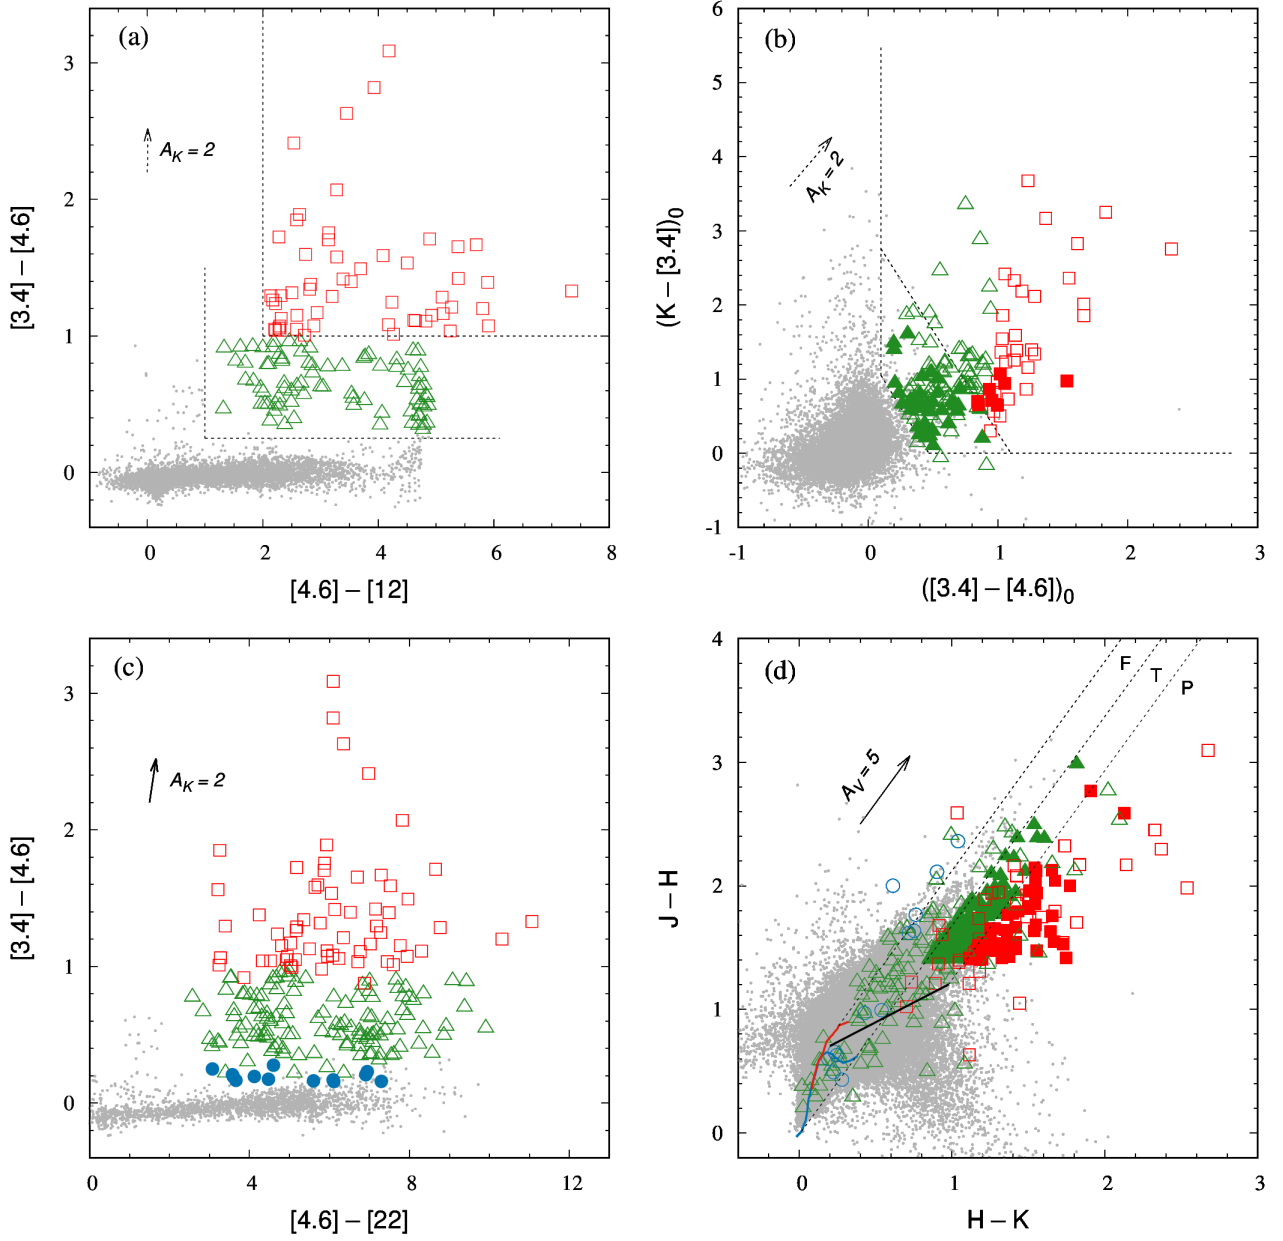 (a)
3
2
1
0
A_K = 2
[3.4] – [4.6]
0 2 4 6 8
[4.6] – [12]
(b)
6
5
4
3
2
1
0
-1
A_K = 2
(K – [3.4])_0
-1 0 1 2 3
([3.4] – [4.6])_0
(c)
3
2
1
0
A_K = 2
[3.4] – [4.6]
0 4 8 12
[4.6] – [22]
(d)
4
3
2
1
0
F
T
P
A_V = 5
J – H
0 1 2 3
H – K